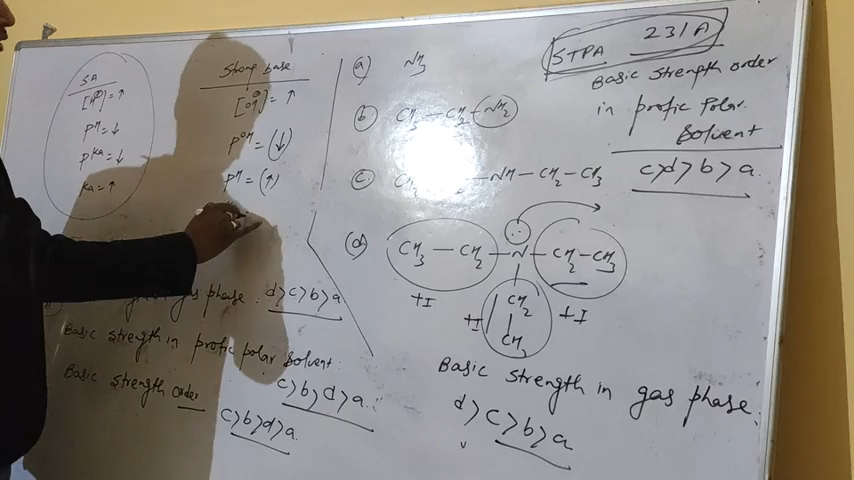 SA
[H⊕]=↑
pH=↓
pKa=↓
Ka=↑
Strong base
[OH⊖]=↑
pOH=(↓)
pH=(↑)
gas phase: d>c>b>a
Basic strength in protic polar Solvent:
c>b>d>a.
Basic strength order
c>b>d>a.
(a) NH3
(b) CH3-CH2-NH2
(c) -NH-CH2-CH3
(d) CH3-CH2-N-CH2-CH3
+I
CH2
CH3
+I
+I
Basic Strength in gas phase:
d>c>b>a
STPA 231A
Basic Strength order
in protic Polar
Solvent
c>d>b>a.